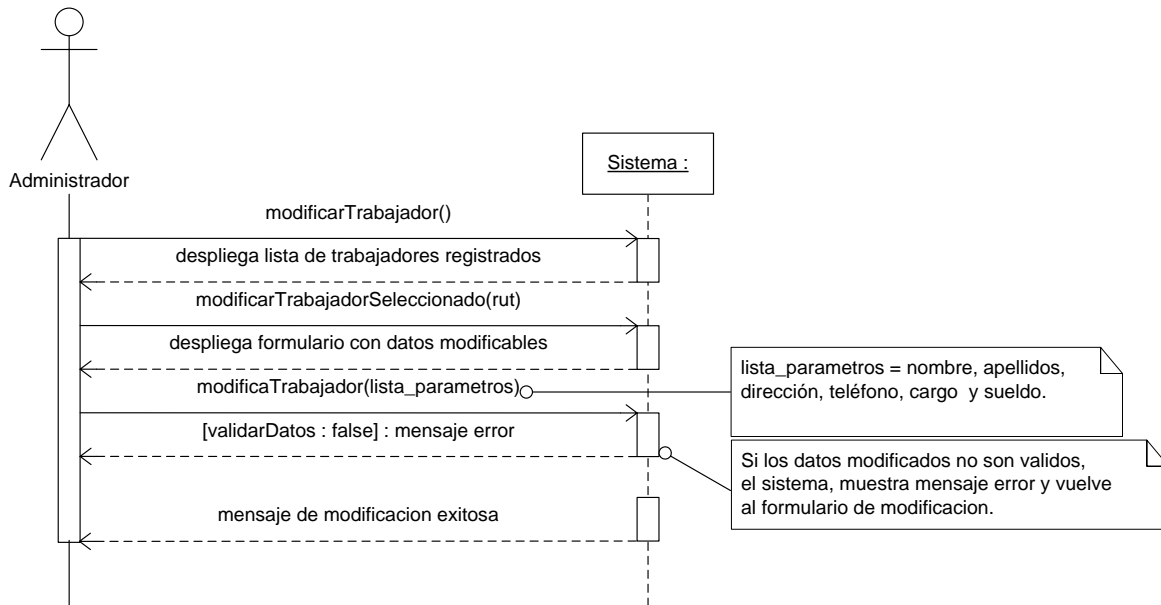 Administrador
Sistema :
modificarTrabajador()
despliega lista de trabajadores registrados
modificarTrabajadorSeleccionado(rut)
despliega formulario con datos modificables
modificaTrabajador(lista_parametros)
lista_parametros = nombre, apellidos,
dirección, teléfono, cargo y sueldo.
[validarDatos : false] : mensaje error
Si los datos modificados no son validos,
el sistema, muestra mensaje error y vuelve
al formulario de modificacion.
mensaje de modificacion exitosa